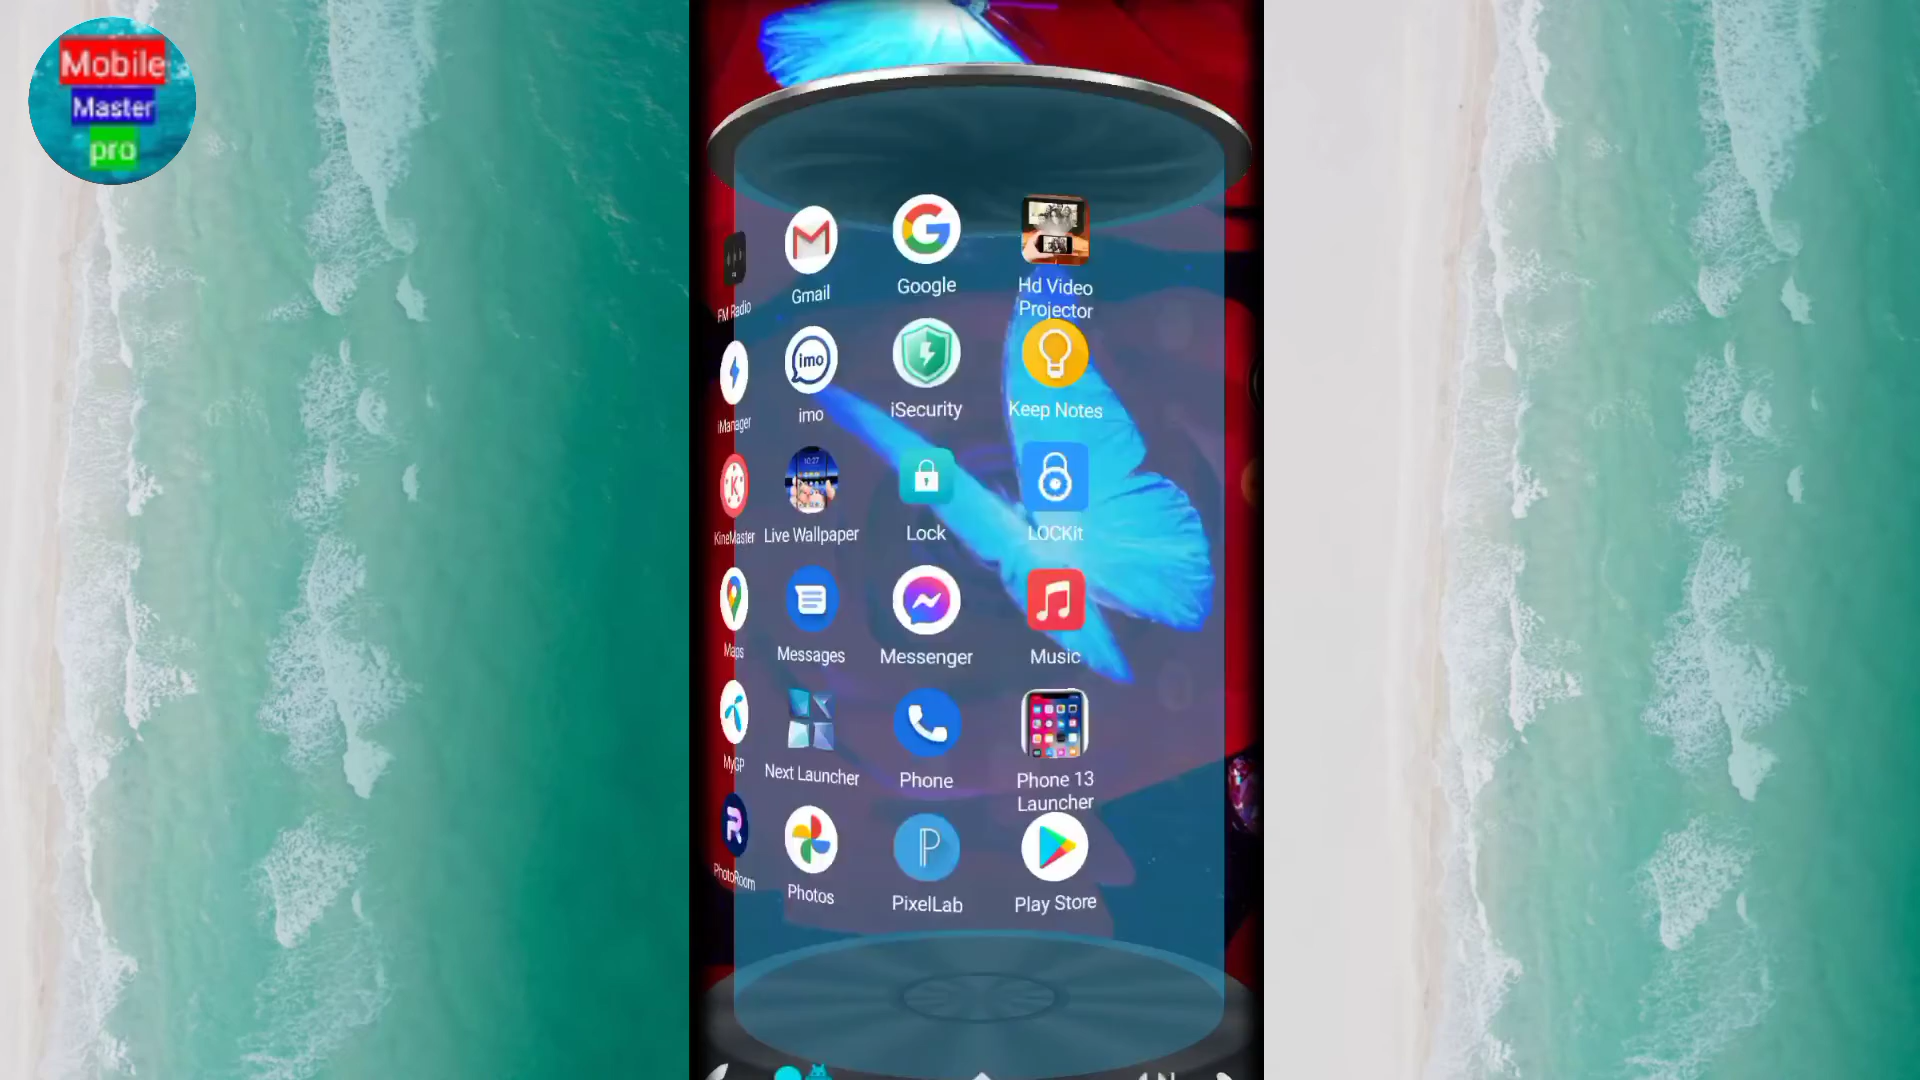 Mobile
Master
pro
FM Radio
Gmail
Google
Hd Video
Projector
iManager
imo
imo
iSecurity
Keep Notes
KineMaster
Live Wallpaper
Lock
LOCKit
Maps
Messages
Messenger
Music
MyGP
Next Launcher
Phone
Phone 13
Launcher
PhotoRoom
Photos
PixelLab
Play Store